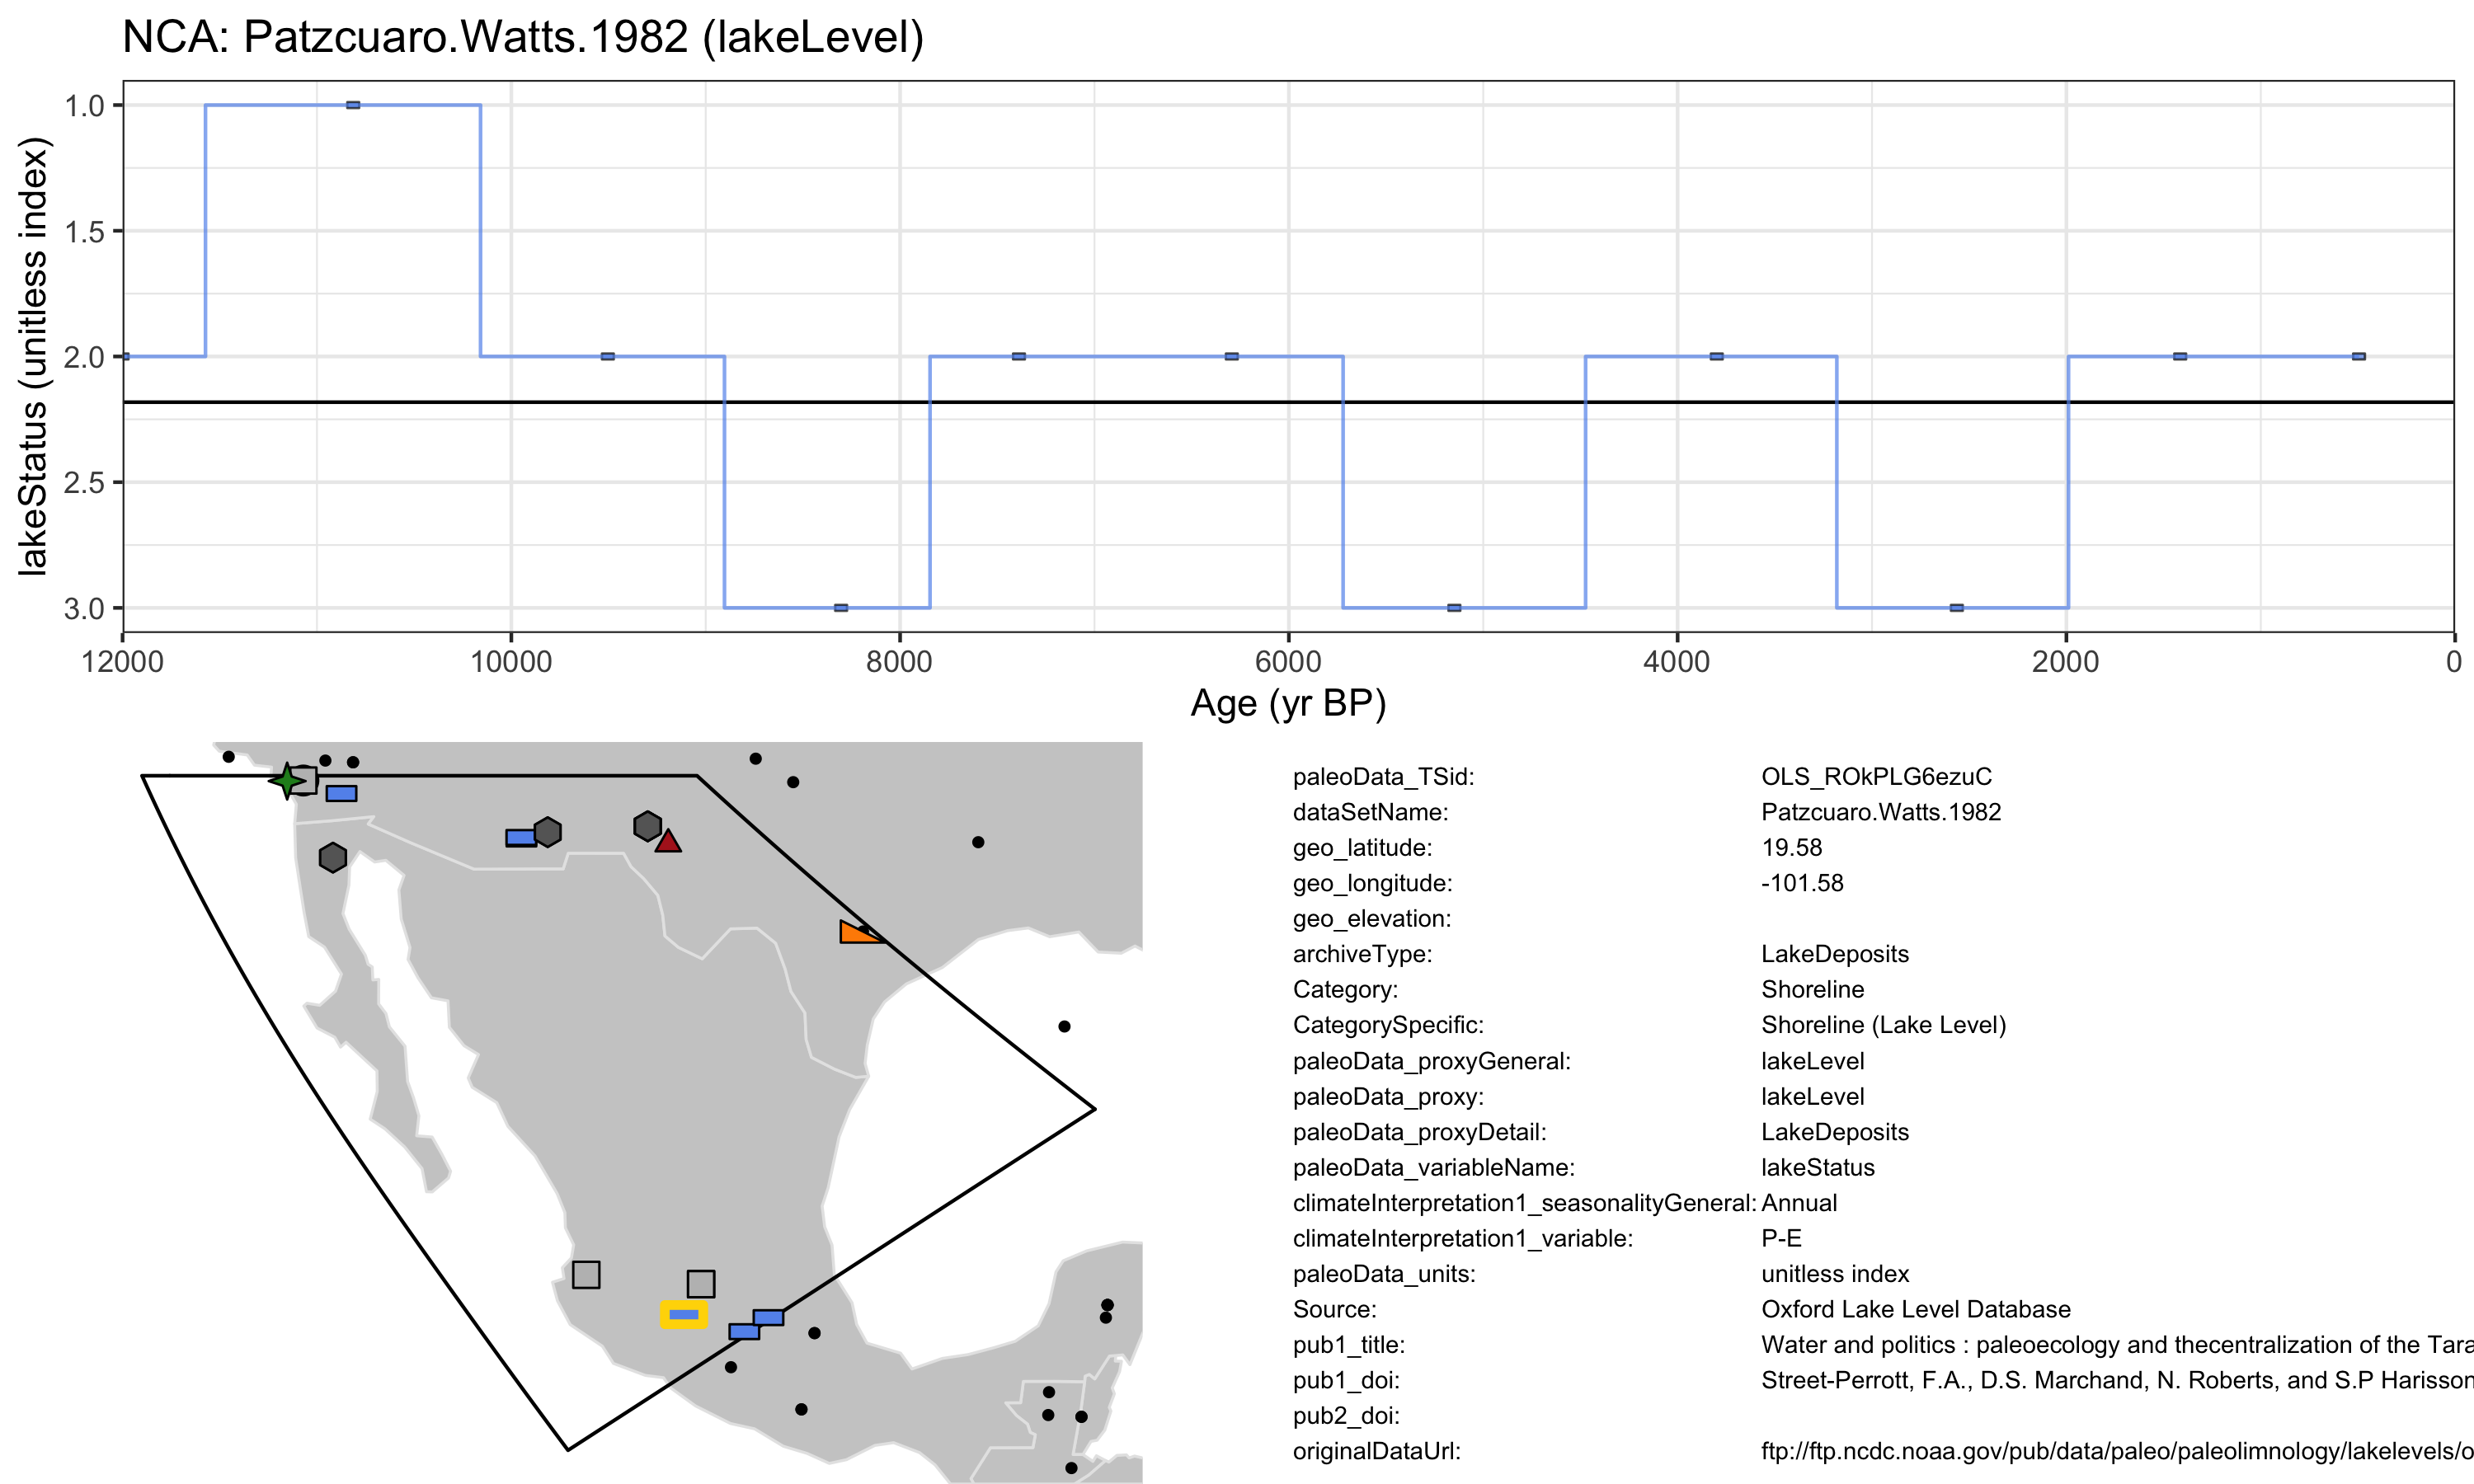 NCA: Patzcuaro.Watts.1982 (lakeLevel)
lakeStatus (unitless index)
1.0
1.5
2.0
2.5
3.0
12000 10000 8000 6000 4000 2000 0
Age (yr BP)
paleoData_TSid: OLS_ROkPLG6ezuC
dataSetName: Patzcuaro.Watts.1982
geo_latitude: 19.58
geo_longitude: -101.58
geo_elevation:
archiveType: LakeDeposits
Category: Shoreline
CategorySpecific: Shoreline (Lake Level)
paleoData_proxyGeneral: lakeLevel
paleoData_proxy: lakeLevel
paleoData_proxyDetail: LakeDeposits
paleoData_variableName: lakeStatus
climateInterpretation1_seasonalityGeneral: Annual
climateInterpretation1_variable: P-E
paleoData_units: unitless index
Source: Oxford Lake Level Database
pub1_title: Water and politics : paleoecology and thecentralization of the Tara
pub1_doi: Street-Perrott, F.A., D.S. Marchand, N. Roberts, and S.P Harisson
pub2_doi:
originalDataUrl: ftp://ftp.ncdc.noaa.gov/pub/data/paleo/paleolimnology/lakelevels/o